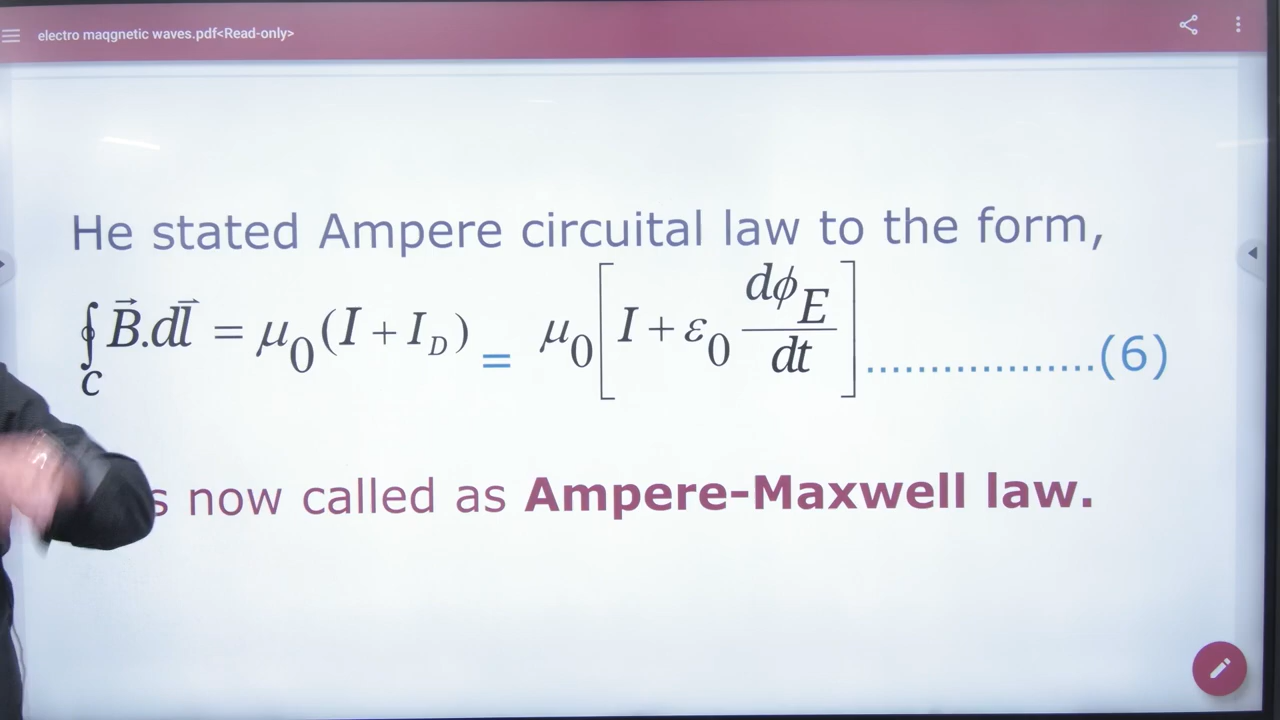 electro maqgnetic waves.pdf<Read-only>
He stated Ampere circuital law to the form,
∮_C B⃗.dl⃗ = μ₀(I + I_D) = μ₀[I + ε₀ dϕ_E/dt] ..................(6)
s now called as Ampere-Maxwell law.